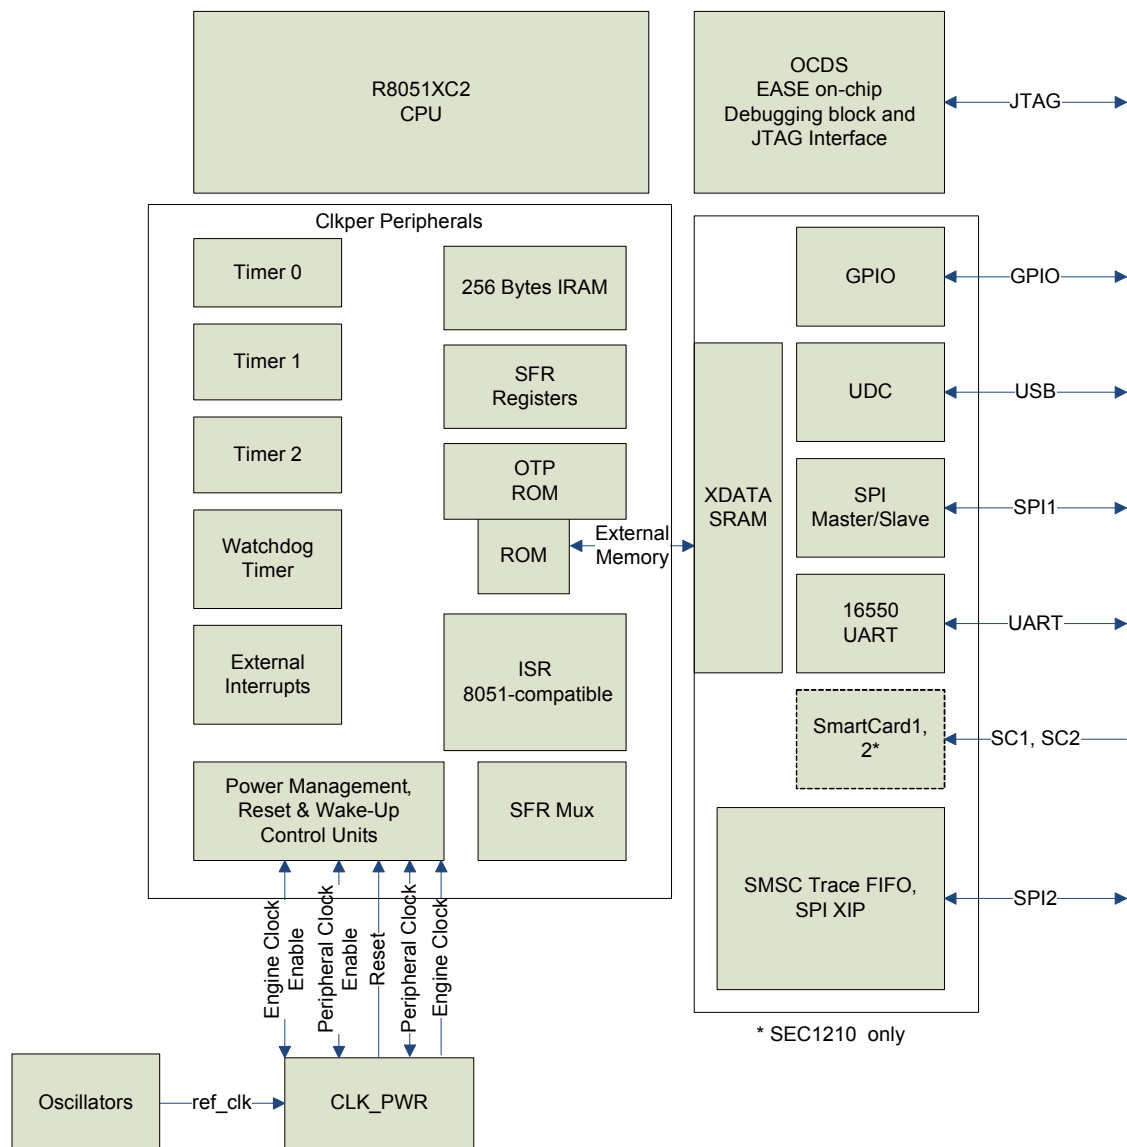 R8051XC2
CPU
OCDS
EASE on-chip
Debugging block and
JTAG Interface
JTAG
Clkper Peripherals
Timer 0
Timer 1
Timer 2
Watchdog
Timer
External
Interrupts
Power Management,
Reset & Wake-Up
Control Units
256 Bytes IRAM
SFR
Registers
OTP
ROM
ROM
External
Memory
ISR
8051-compatible
SFR Mux
XDATA
SRAM
GPIO
GPIO
UDC
USB
SPI
Master/Slave
SPI1
16550
UART
UART
SmartCard1,
2*
SC1, SC2
SMSC Trace FIFO,
SPI XIP
SPI2
* SEC1210 only
Engine Clock
Enable
Peripheral Clock
Enable
Reset
Peripheral Clock
Engine Clock
Oscillators
ref_clk
CLK_PWR